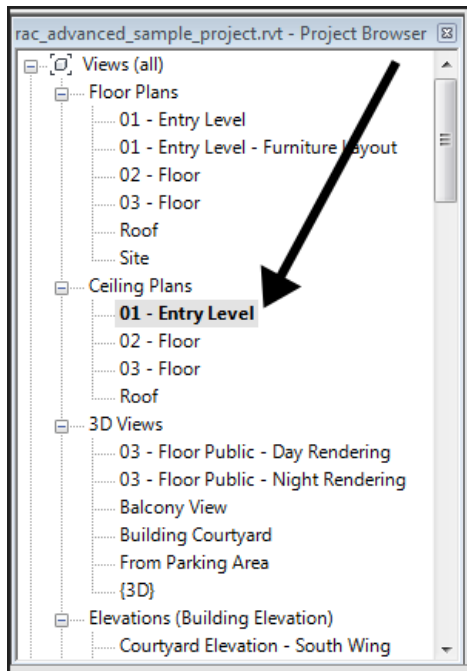 rac_advanced_sample_project.rvt - Project Browser
Views (all)
Floor Plans
01 - Entry Level
01 - Entry Level - Furniture Layout
02 - Floor
03 - Floor
Roof
Site
Ceiling Plans
01 - Entry Level
02 - Floor
03 - Floor
Roof
3D Views
03 - Floor Public - Day Rendering
03 - Floor Public - Night Rendering
Balcony View
Building Courtyard
From Parking Area
{3D}
Elevations (Building Elevation)
Courtyard Elevation - South Wing